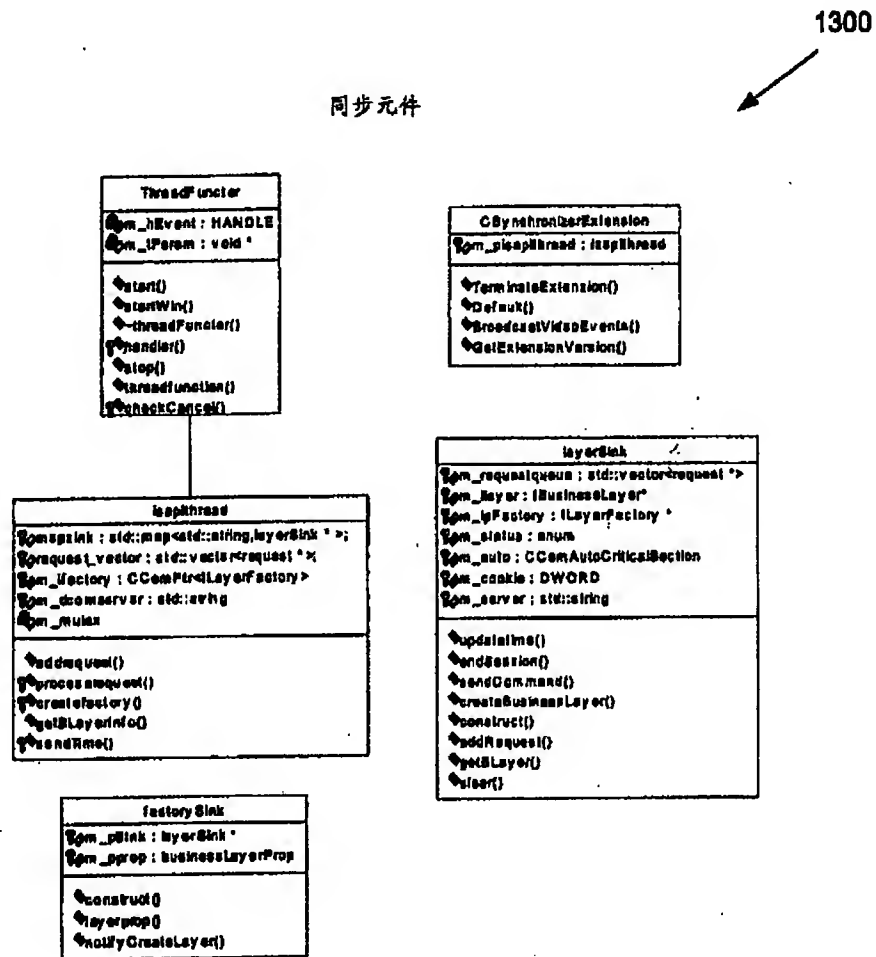 1300
同步元件
ThreadFunctor
m_hEvent : HANDLE
m_lParam : void *
start()
startWin()
~threadFunctor()
handler()
stop()
threadfunction()
checkCancel()
CSynchronizerExtension
m_pisapithread : isapithread
TerminateExtension()
Default()
BroadcastVideoEvents()
GetExtensionVersion()
isapithread
mapsink : std::map<std::string,layerSink * >;
request_vector : std::vector<request * >;
m_lfactory : CComPtr<ILayerFactory>
m_dcomserver : std::string
m_mutex
addrequest()
processrequest()
createfactory()
getBLayerInfo()
sendTime()
layerSink
m_requestqueue : std::vector<request *>
m_llayer : IBusinessLayer*
m_lpFactory : ILayerFactory *
m_status : enum
m_auto : CComAutoCriticalSection
m_cookie : DWORD
m_server : std::string
updatetime()
endSession()
sendCommand()
createBusinessLayer()
construct()
addRequest()
getBLayer()
clear()
factorySink
m_pSink : layerSink *
m_pprop : businessLayerProp
construct()
layerprop()
notifyCreateLayer()